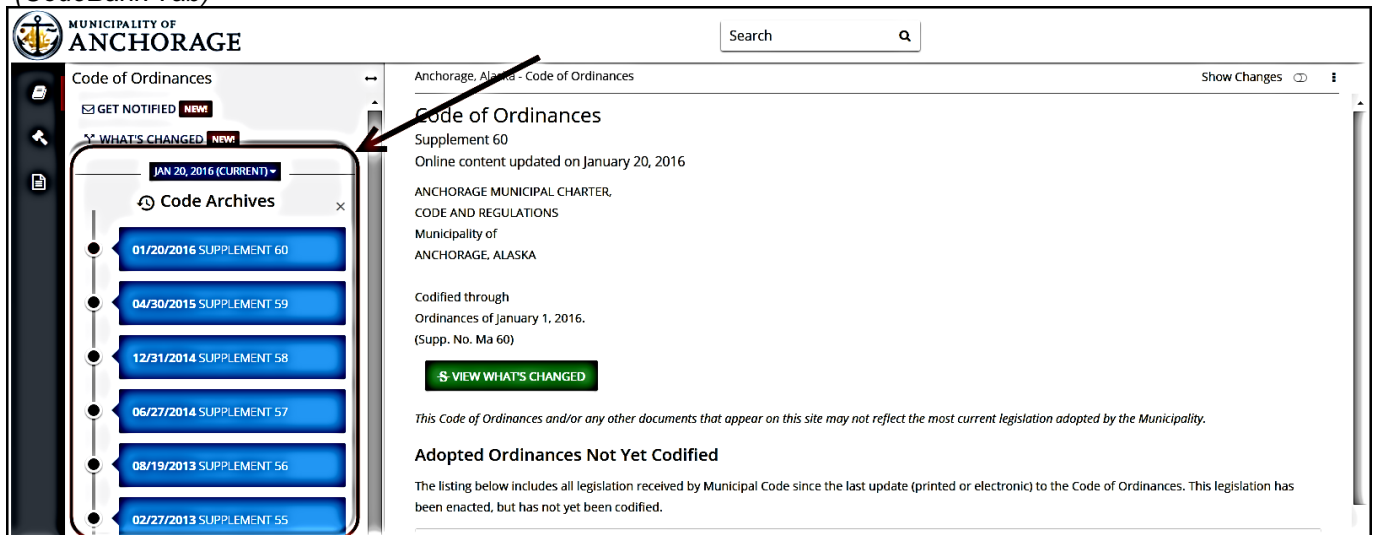 (CodeBank Tab)
MUNICIPALITY OF
ANCHORAGE
Search
Code of Ordinances
GET NOTIFIED NEW!
WHAT'S CHANGED NEW!
JAN 20, 2016 (CURRENT)
Code Archives
×
01/20/2016 SUPPLEMENT 60
04/30/2015 SUPPLEMENT 59
12/31/2014 SUPPLEMENT 58
06/27/2014 SUPPLEMENT 57
08/19/2013 SUPPLEMENT 56
02/27/2013 SUPPLEMENT 55
Anchorage, Alaska - Code of Ordinances
Show Changes
Code of Ordinances
Supplement 60
Online content updated on January 20, 2016
ANCHORAGE MUNICIPAL CHARTER,
CODE AND REGULATIONS
Municipality of
ANCHORAGE, ALASKA
Codified through
Ordinances of January 1, 2016.
(Supp. No. Ma 60)
S VIEW WHAT'S CHANGED
This Code of Ordinances and/or any other documents that appear on this site may not reflect the most current legislation adopted by the Municipality.
Adopted Ordinances Not Yet Codified
The listing below includes all legislation received by Municipal Code since the last update (printed or electronic) to the Code of Ordinances. This legislation has
been enacted, but has not yet been codified.